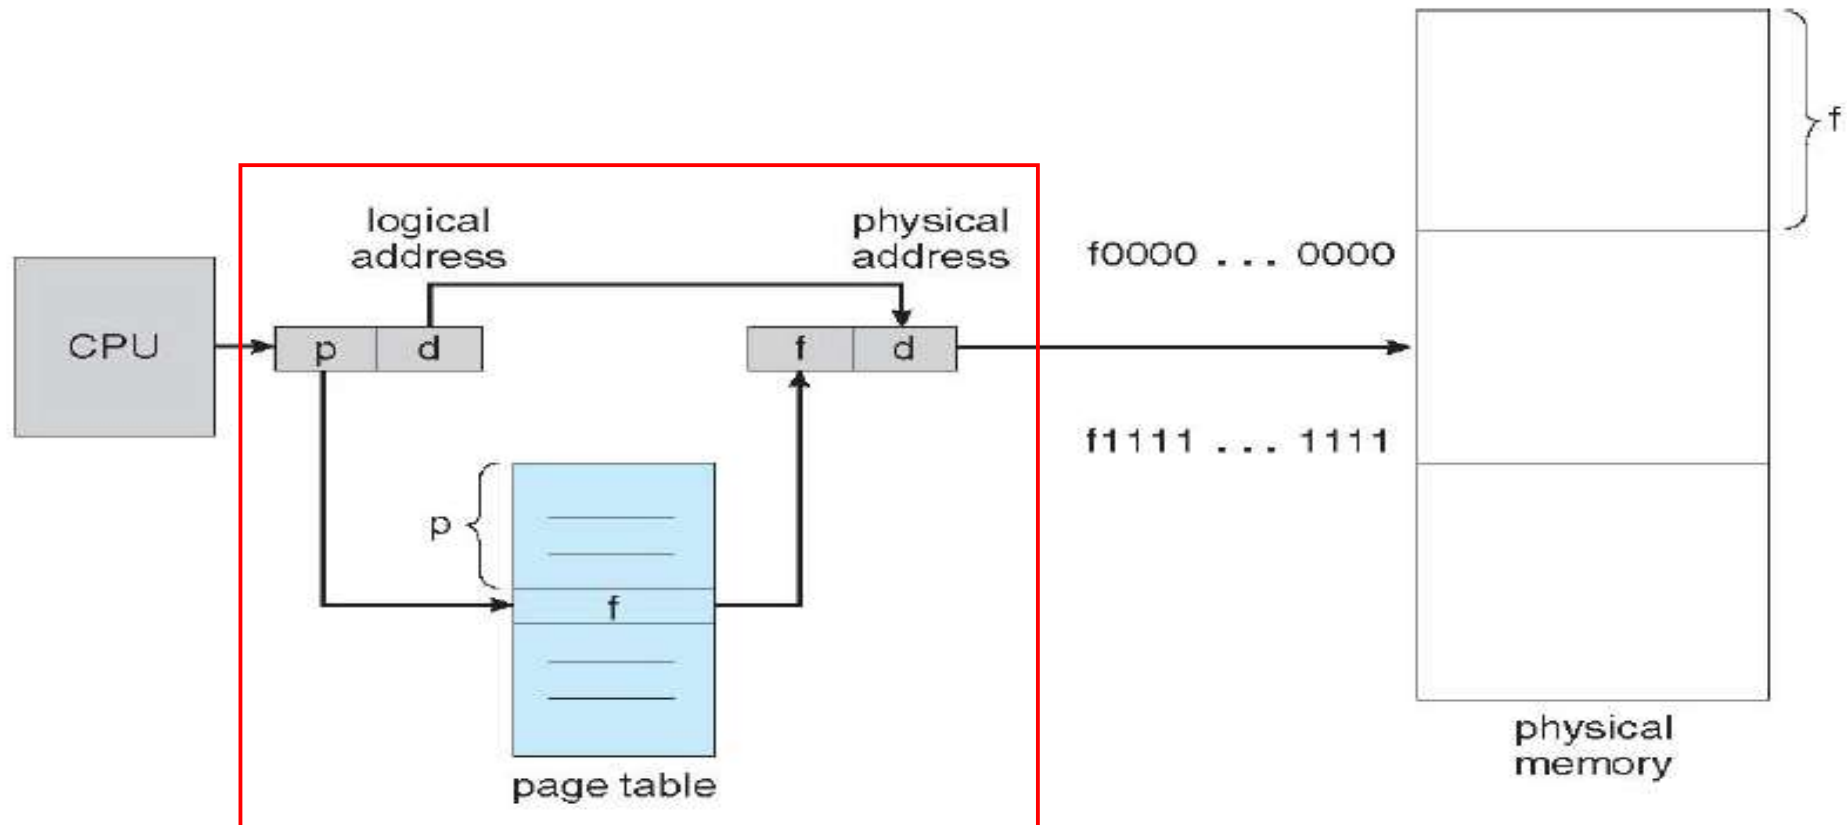 f
logical
address
physical
address
f0000 ... 0000
CPU
p d
f d
f1111 ... 1111
p
f
physical
memory
page table